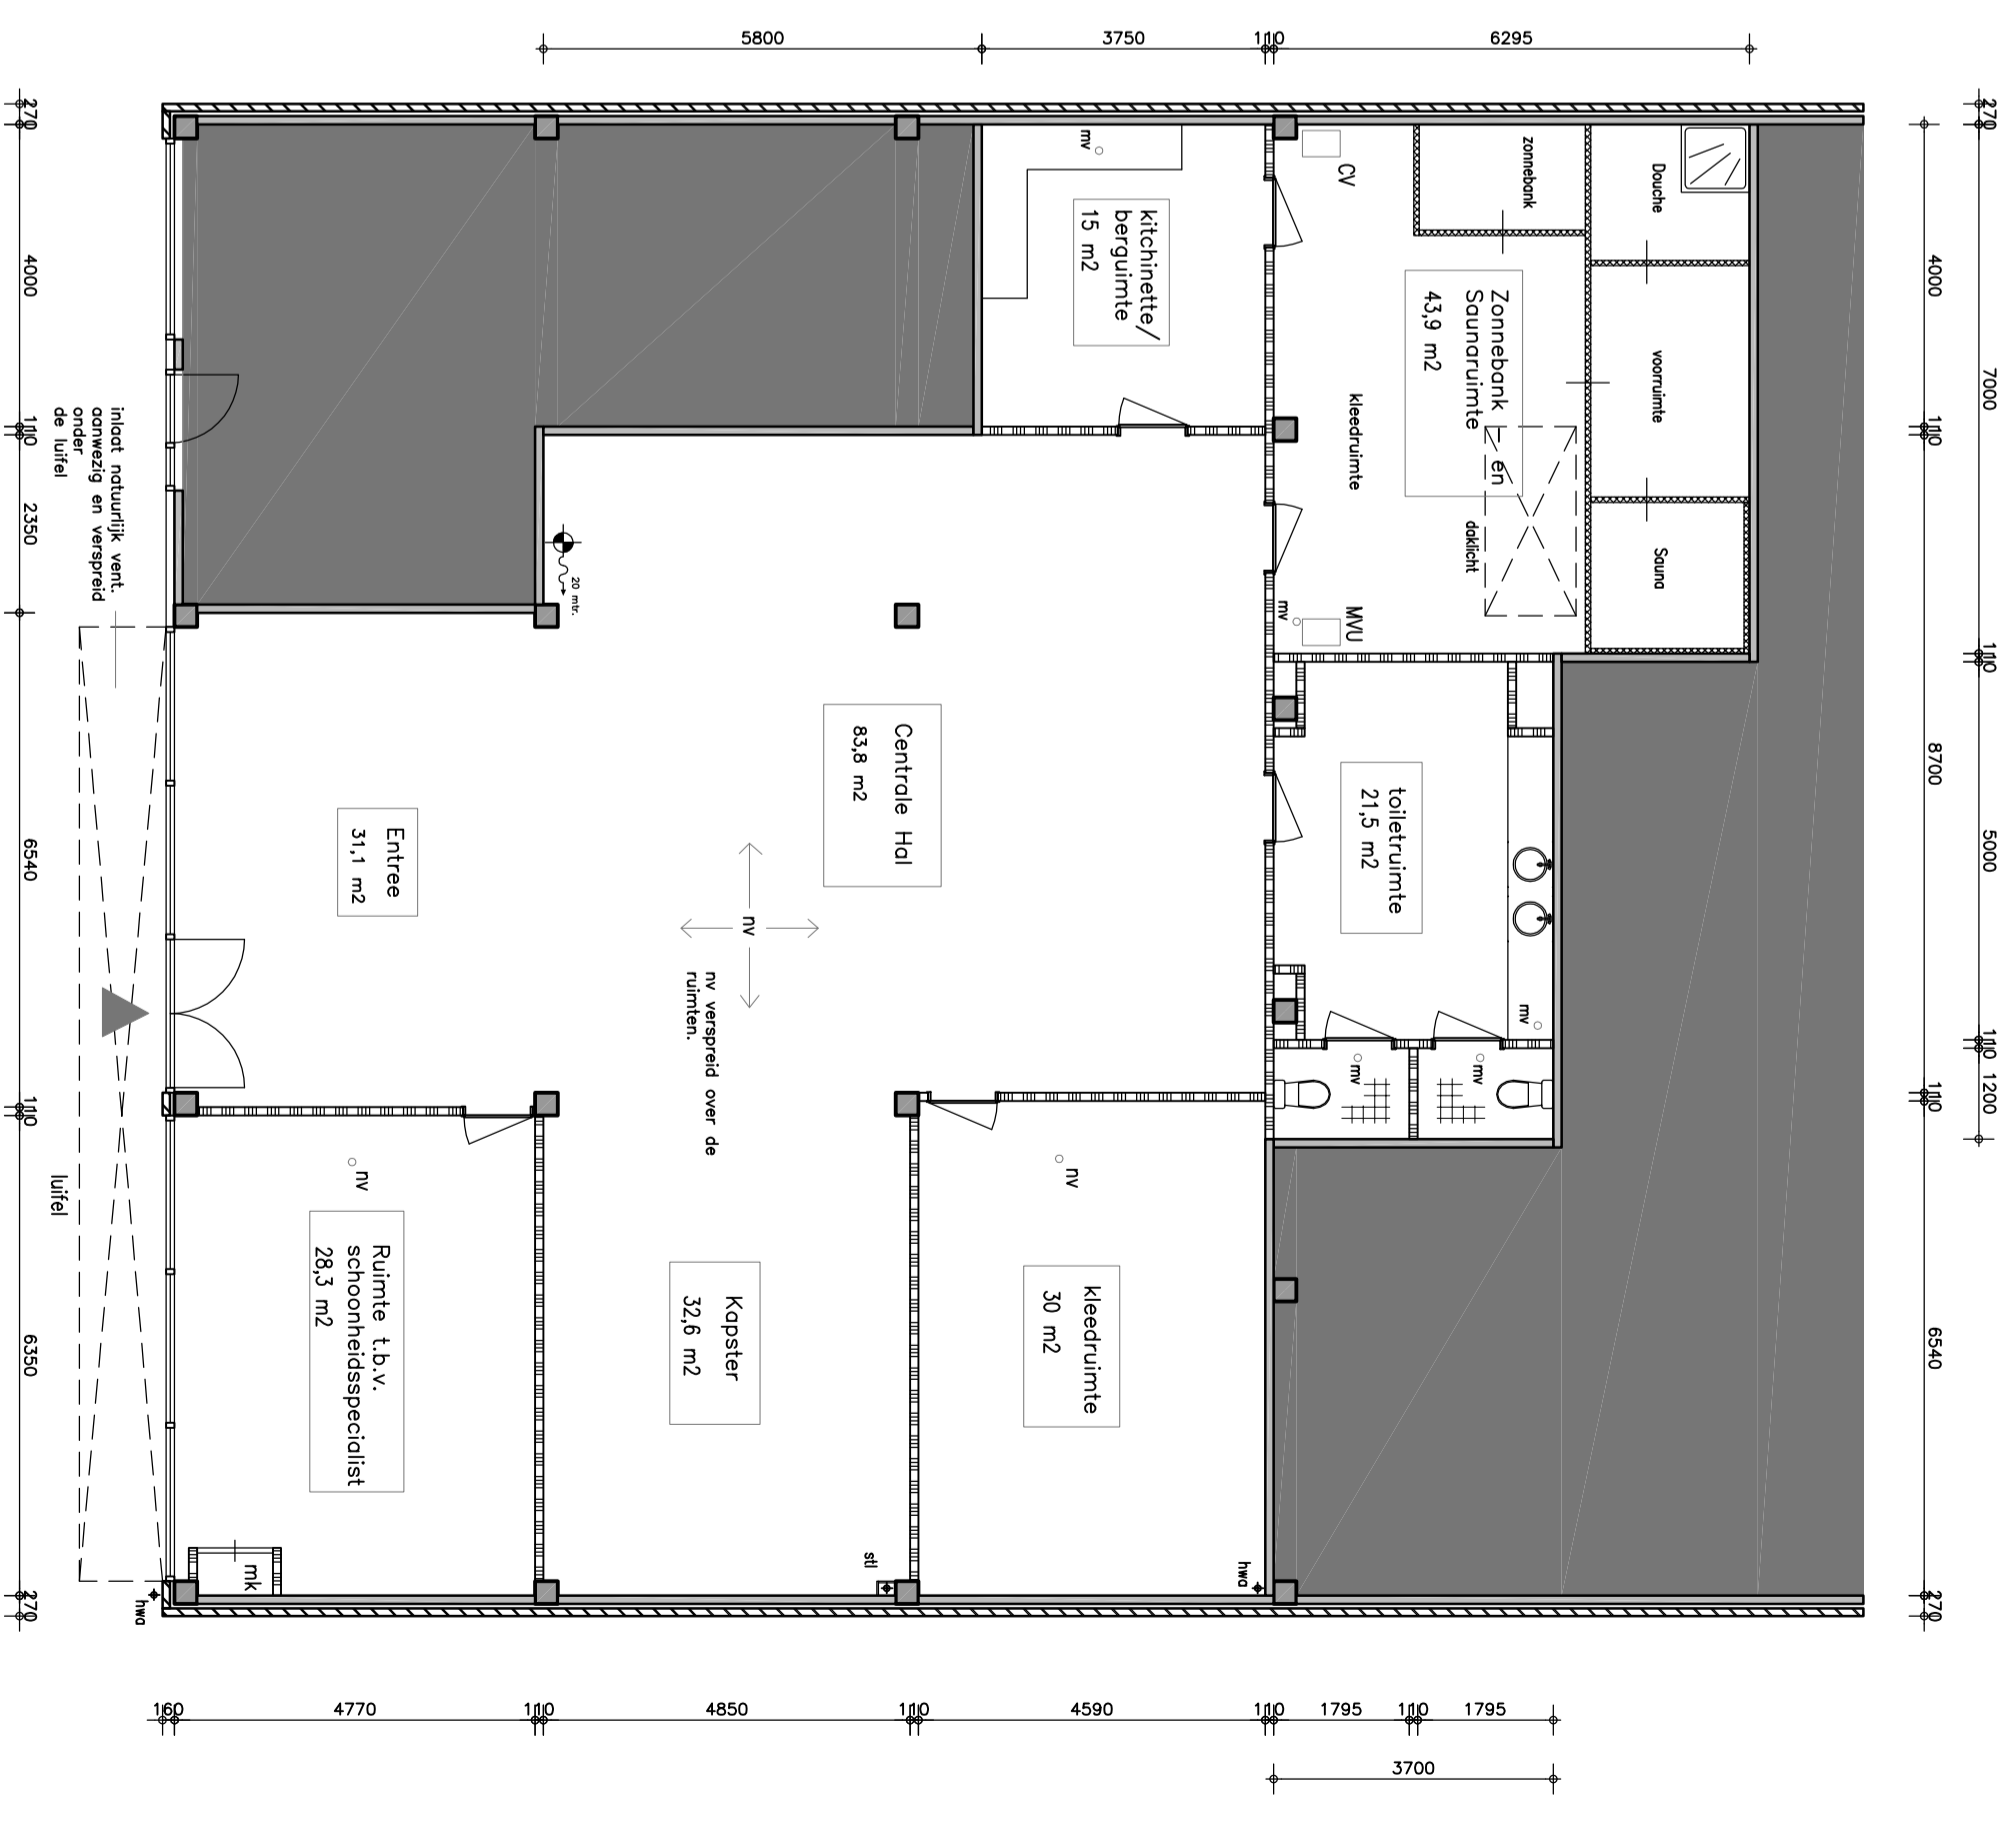 5800
3750
110
6295
270
4000
110
2350
6540
110
6350
270
270
7000
110
5000
110
1200
4000
110
8700
110
6540
270
mv
kitchinette/
berguimte
15 m2
CV
zonnebank
Douche
Zonnebank - en
Saunaruimte
43,9 m2
voorruimte
kleedruimte
daklicht
Sauna
mv
MVU
inlaat natuurlijk vent.
aanwezig en verspreid
onder
de luifel
20 mtr.
Centrale Hal
83,8 m2
Entree
31,1 m2
nv
nv verspreid over de
ruimten.
toiletruimte
21,5 m2
mv
mv
mv
luifel
nv
Ruimte t.b.v.
schoonheidsspecialist
28,3 m2
Kapster
32,6 m2
nv
kleedruimte
30 m2
mk
hwa
stl
hwa
160
4770
110
4850
110
4590
110
1795
110
1795
3700